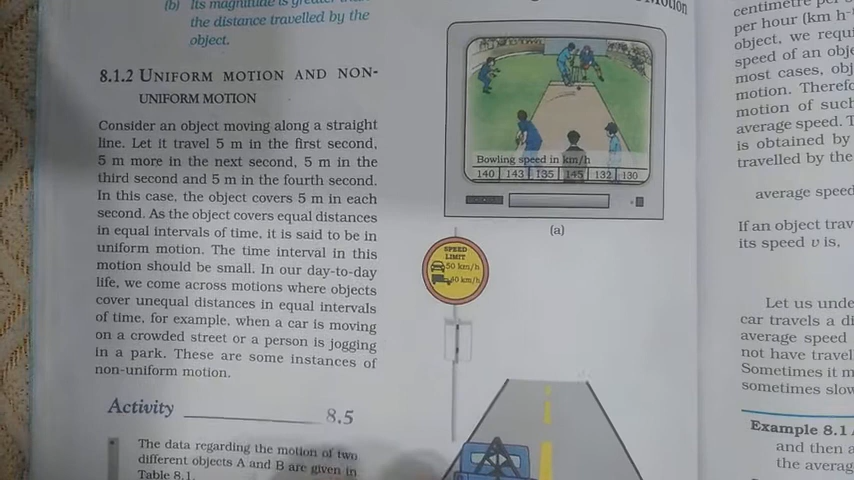 (b) Its magnitude is greater than
the distance travelled by the
object.
8.1.2 UNIFORM MOTION AND NON-
UNIFORM MOTION
Consider an object moving along a straight
line. Let it travel 5 m in the first second,
5 m more in the next second, 5 m in the
third second and 5 m in the fourth second.
In this case, the object covers 5 m in each
second. As the object covers equal distances
in equal intervals of time, it is said to be in
uniform motion. The time interval in this
motion should be small. In our day-to-day
life, we come across motions where objects
cover unequal distances in equal intervals
of time, for example, when a car is moving
on a crowded street or a person is jogging
in a park. These are some instances of
non-uniform motion.
Activity 8.5
The data regarding the motion of two
different objects A and B are given in
Table 8.1.
Bowling speed in km/h
140 143 135 145 132 130
(a)
SPEED
LIMIT
50 km/h
40 km/h
centimetre per
per hour (km h-
object, we requi
speed of an obje
most cases, obj
motion. Therefo
motion of such
average speed. T
is obtained by
travelled by the
average speed
If an object trav
its speed v is,
Let us unde
car travels a di
average speed
not have travel
Sometimes it m
sometimes slow
Example 8.1 A
and then a
the averag